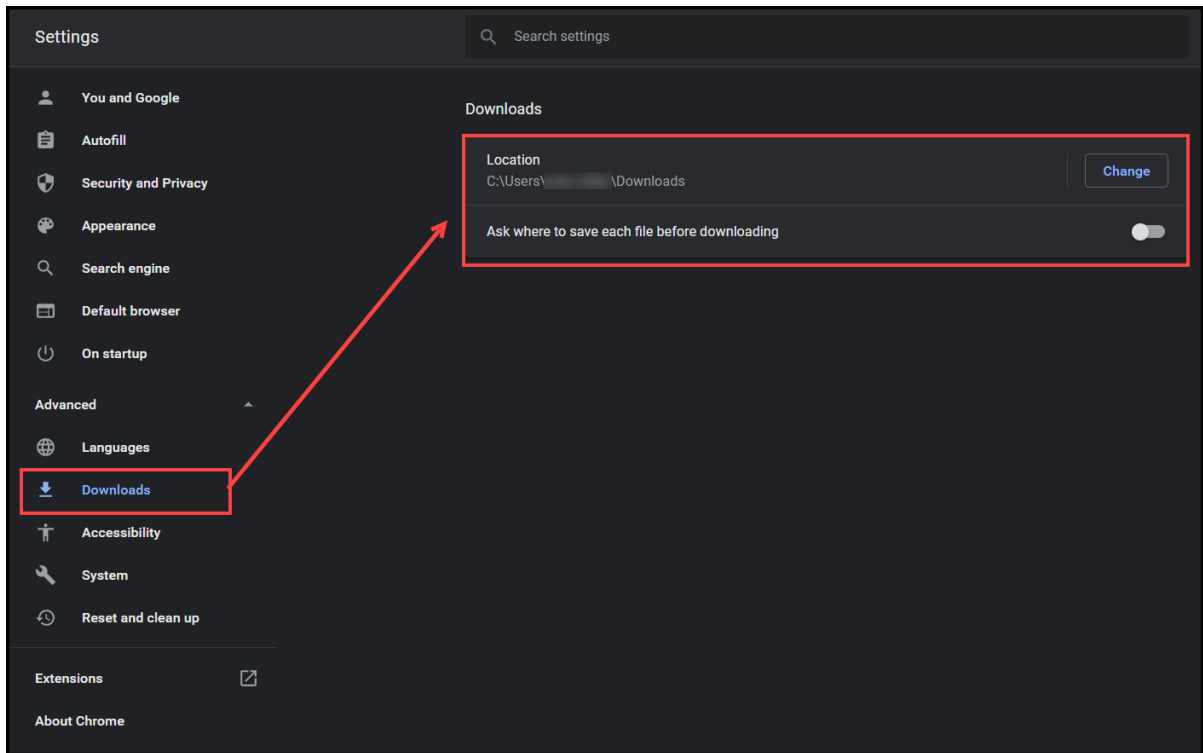 Settings
Search settings
You and Google
Autofill
Security and Privacy
Appearance
Search engine
Default browser
On startup
Advanced
Languages
Downloads
Accessibility
System
Reset and clean up
Extensions
About Chrome
Downloads
Location
C:\Users\ \Downloads
Change
Ask where to save each file before downloading